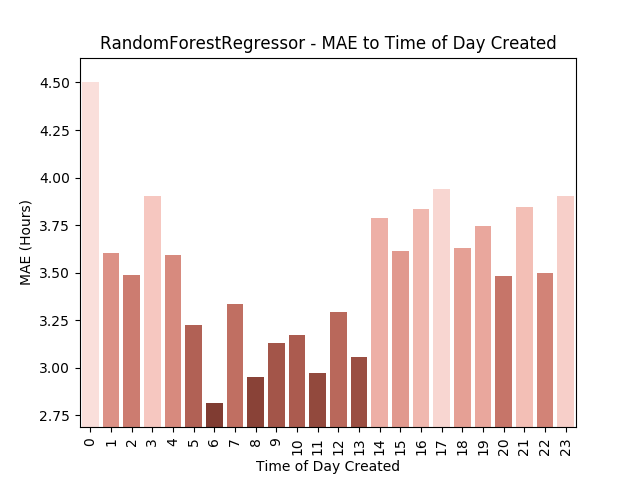 RandomForestRegressor - MAE to Time of Day Created
4.50
4.25
4.00
3.75
3.50
3.25
3.00
2.75
MAE (Hours)
0 1 2 3 4 5 6 7 8 9 10 11 12 13 14 15 16 17 18 19 20 21 22 23
Time of Day Created